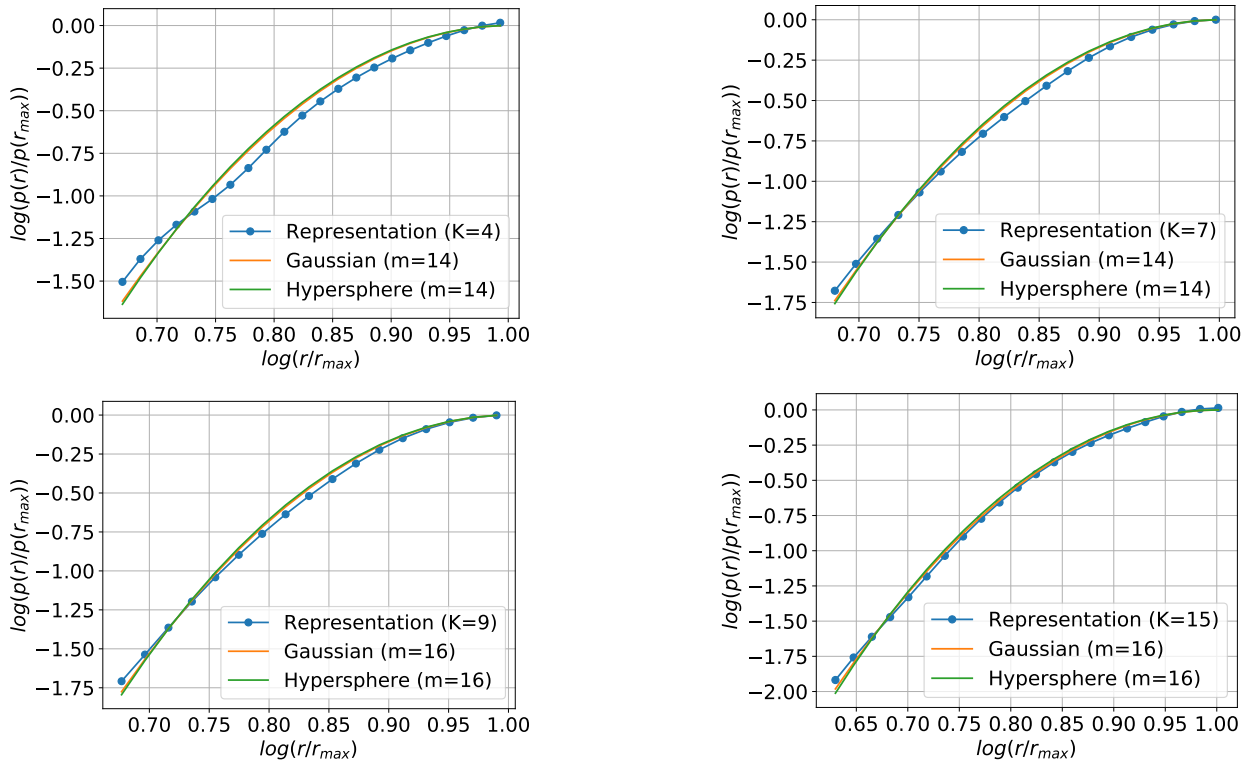 0.00
−0.25
−0.50
−0.75
−1.00
−1.25
−1.50
log(p(r)/p(r_max))
0.70 0.75 0.80 0.85 0.90 0.95 1.00
log(r/r_max)
Representation (K=4)
Gaussian (m=14)
Hypersphere (m=14)
0.00
−0.25
−0.50
−0.75
−1.00
−1.25
−1.50
−1.75
log(p(r)/p(r_max))
0.70 0.75 0.80 0.85 0.90 0.95 1.00
log(r/r_max)
Representation (K=7)
Gaussian (m=14)
Hypersphere (m=14)
0.00
−0.25
−0.50
−0.75
−1.00
−1.25
−1.50
−1.75
log(p(r)/p(r_max))
0.70 0.75 0.80 0.85 0.90 0.95 1.00
log(r/r_max)
Representation (K=9)
Gaussian (m=16)
Hypersphere (m=16)
0.00
−0.25
−0.50
−0.75
−1.00
−1.25
−1.50
−1.75
−2.00
log(p(r)/p(r_max))
0.65 0.70 0.75 0.80 0.85 0.90 0.95 1.00
log(r/r_max)
Representation (K=15)
Gaussian (m=16)
Hypersphere (m=16)